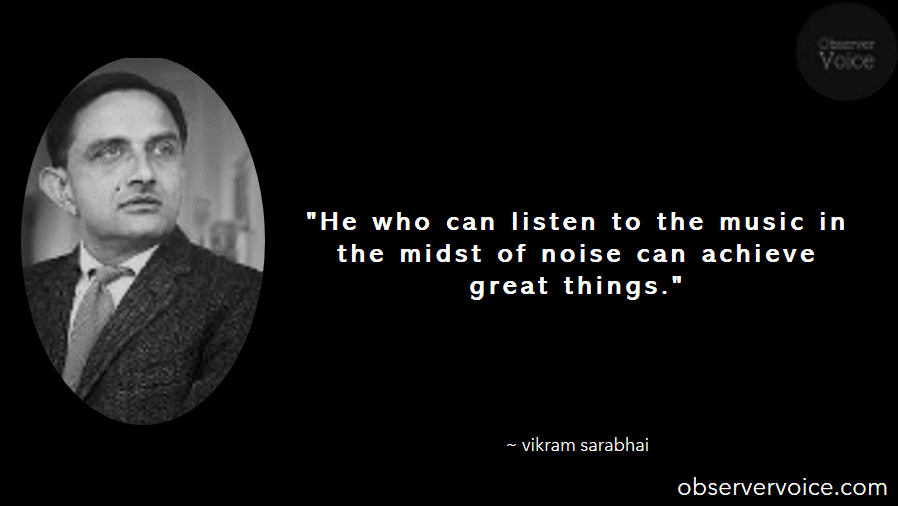 Observer
Voice
"He who can listen to the music in
the midst of noise can achieve
great things."
~ vikram sarabhai
observervoice.com